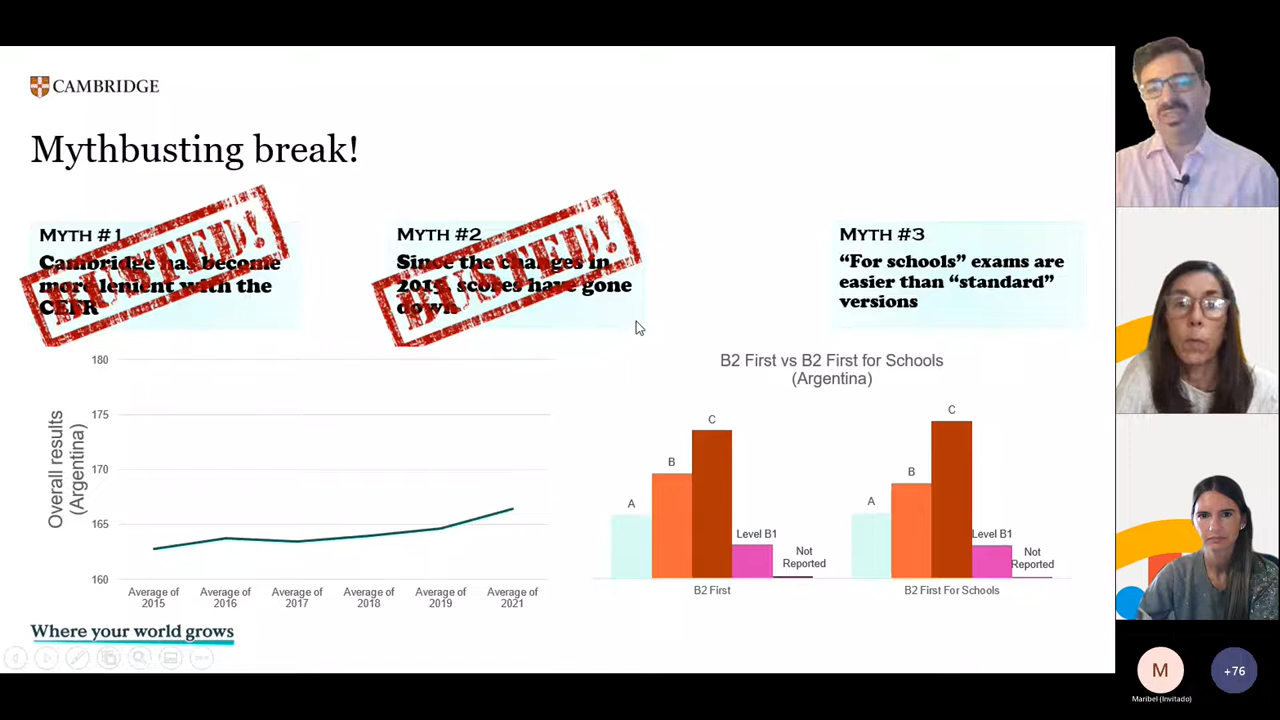 CAMBRIDGE
Mythbusting break!
MYTH #1
Cambridge has become
more lenient with the
CEFR
BUSTED!
MYTH #2
Since the changes in
2015, scores have gone
down
BUSTED!
MYTH #3
“For schools” exams are
easier than “standard”
versions
Overall results
(Argentina)
180
175
170
165
160
Average of
2015
Average of
2016
Average of
2017
Average of
2018
Average of
2019
Average of
2021
B2 First vs B2 First for Schools
(Argentina)
A
B
C
Level B1
Not
Reported
B2 First
A
B
C
Level B1
Not
Reported
B2 First For Schools
Where your world grows
M
Maribel (Invitado)
+76